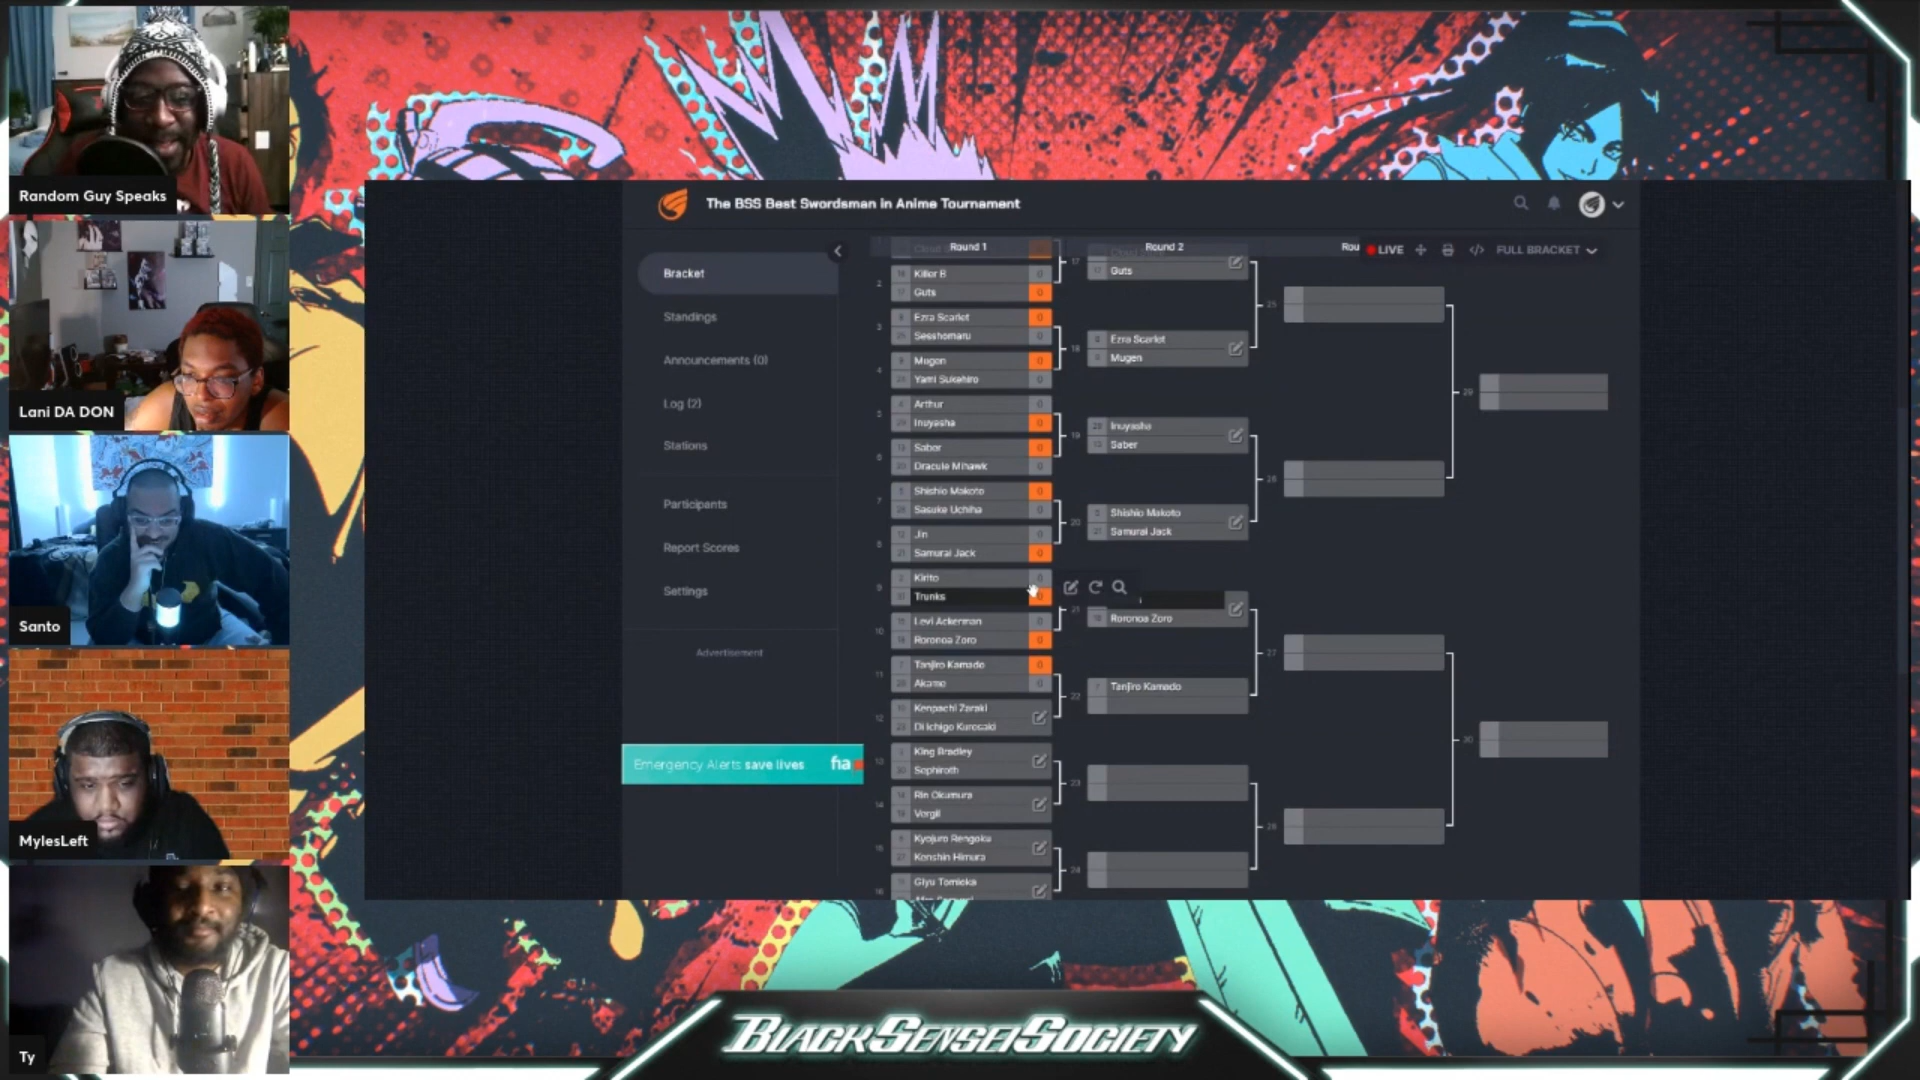 Random Guy Speaks
Lani DA DON
Santo
MylesLeft
Ty
The BSS Best Swordsman in Anime Tournament
Bracket
Standings
Announcements (0)
Log (2)
Stations
Participants
Report Scores
Settings
Advertisement
Emergency Alerts save lives
Round 1
Round 2
Rou
LIVE
FULL BRACKET
Killer B
Guts
Ezra Scarlet
Sesshomaru
Mugen
Yami Sukehiro
Arthur
Inuyasha
Saber
Dracule Mihawk
Shishio Makoto
Sasuke Uchiha
Jin
Samurai Jack
Kirito
Trunks
Levi Ackerman
Roronoa Zoro
Tanjiro Kamado
Akame
Kenpachi Zaraki
Di Ichigo Kurosaki
King Bradley
Sephiroth
Rin Okumura
Vergil
Kyojuro Rengoku
Kenshin Himura
Giyu Tomioka
Guts
Ezra Scarlet
Mugen
Inuyasha
Saber
Shishio Makoto
Samurai Jack
Roronoa Zoro
Tanjiro Kamado
BLACKSENSEISOCIETY